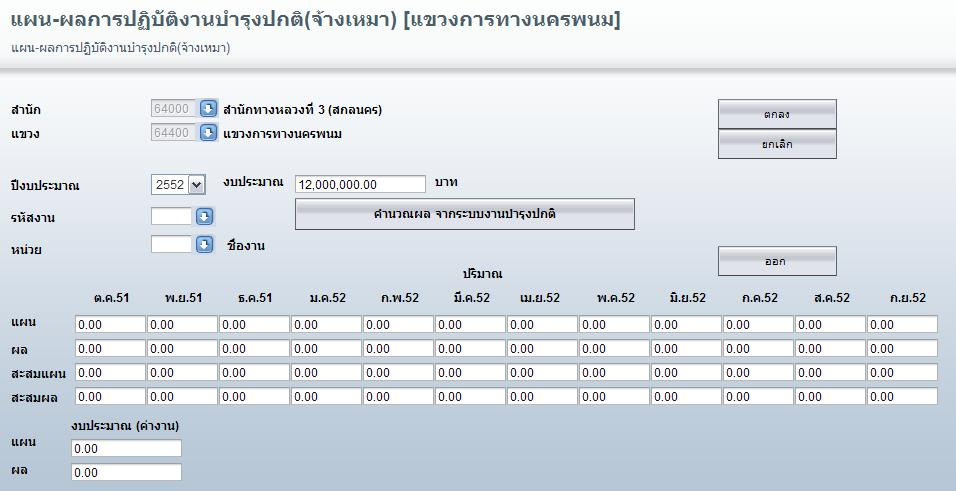 แผน-ผลการปฏิบัติงานบำรุงปกติ(จ้างเหมา) [แขวงการทางนครพนม]
แผน-ผลการปฏิบัติงานบำรุงปกติ(จ้างเหมา)
สำนัก 64000 สำนักทางหลวงที่ 3 (สกลนคร) ตกลง
แขวง 64400 แขวงการทางนครพนม ยกเลิก
ปีงบประมาณ 2552 งบประมาณ 12,000,000.00 บาท
รหัสงาน คำนวณผล จากระบบงานบำรุงปกติ
หน่วย ชื่องาน ออก
ปริมาณ
ต.ค.51 พ.ย.51 ธ.ค.51 ม.ค.52 ก.พ.52 มี.ค.52 เม.ย.52 พ.ค.52 มิ.ย.52 ก.ค.52 ส.ค.52 ก.ย.52
แผน 0.00 0.00 0.00 0.00 0.00 0.00 0.00 0.00 0.00 0.00 0.00 0.00
ผล 0.00 0.00 0.00 0.00 0.00 0.00 0.00 0.00 0.00 0.00 0.00 0.00
สะสมแผน 0.00 0.00 0.00 0.00 0.00 0.00 0.00 0.00 0.00 0.00 0.00 0.00
สะสมผล 0.00 0.00 0.00 0.00 0.00 0.00 0.00 0.00 0.00 0.00 0.00 0.00
งบประมาณ (ค่างาน)
แผน 0.00
ผล 0.00